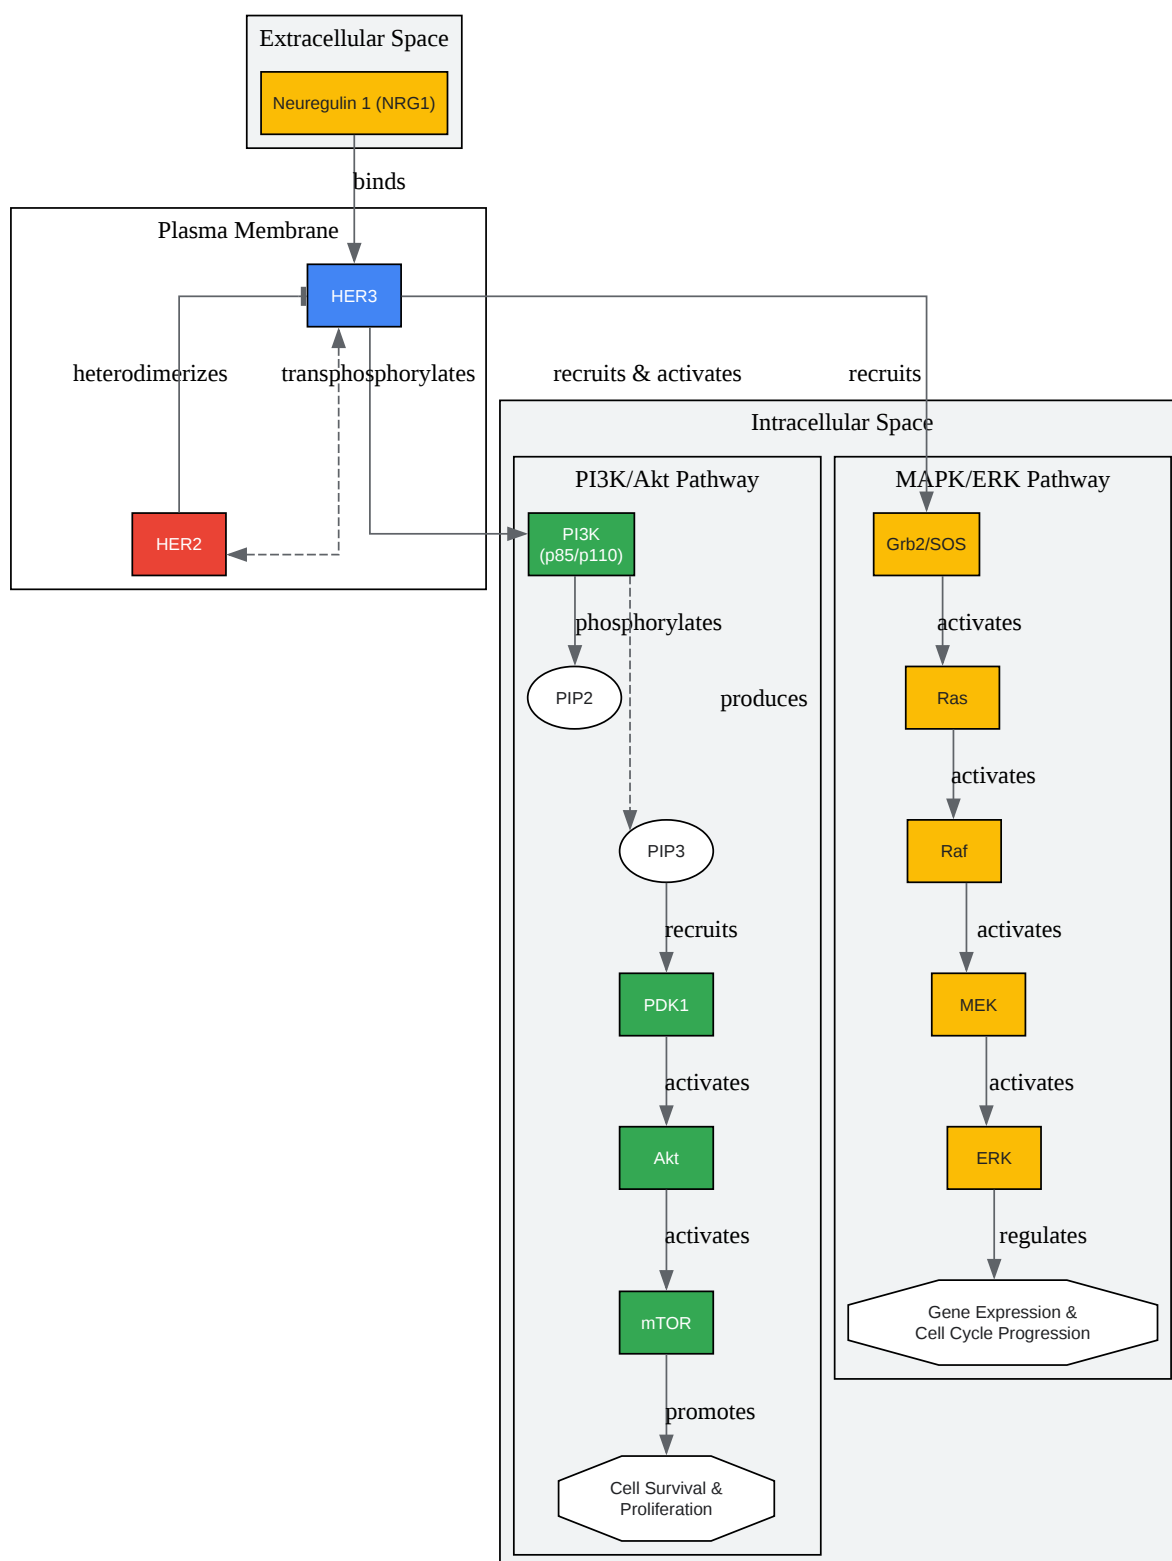 Extracellular Space
Neuregulin 1 (NRG1)
binds
Plasma Membrane
HER3
heterodimerizes
transphosphorylates
recruits & activates
recruits
Intracellular Space
PI3K/Akt Pathway
MAPK/ERK Pathway
HER2
PI3K
(p85/p110)
Grb2/SOS
phosphorylates
activates
PIP2
produces
Ras
activates
PIP3
Raf
recruits
activates
PDK1
MEK
activates
activates
Akt
ERK
activates
regulates
mTOR
Gene Expression &
Cell Cycle Progression
promotes
Cell Survival &
Proliferation